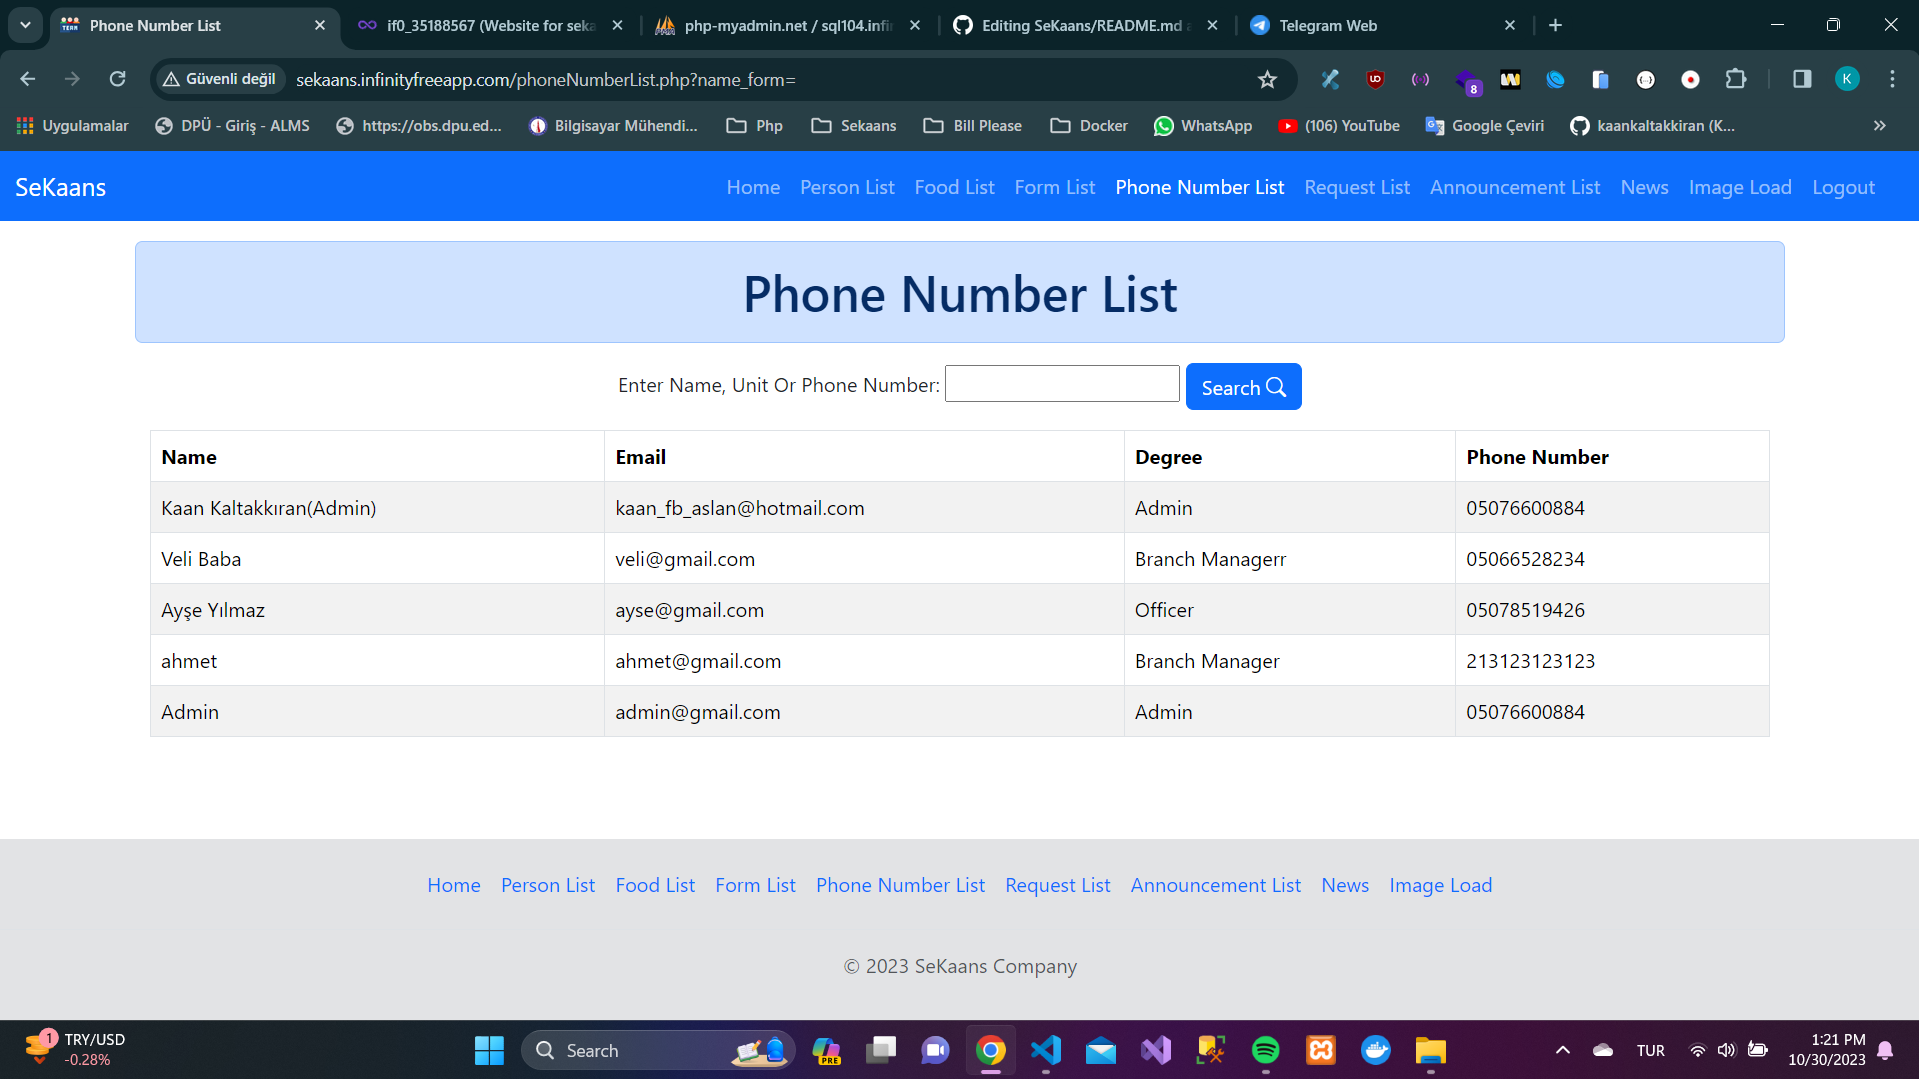 Phone Number List
if0_35188567 (Website for seka
php-myadmin.net / sql104.infi
Editing SeKaans/README.md a
Telegram Web
Güvenli değil
sekaans.infinityfreeapp.com/phoneNumberList.php?name_form=
8
K
Uygulamalar
DPÜ - Giriş - ALMS
https://obs.dpu.ed...
Bilgisayar Mühendi...
Php
Sekaans
Bill Please
Docker
WhatsApp
(106) YouTube
Google Çeviri
kaankaltakkiran (K...
SeKaans
Home Person List Food List Form List Phone Number List Request List Announcement List News Image Load Logout
Phone Number List
Enter Name, Unit Or Phone Number:
Search
Name Email Degree Phone Number
Kaan Kaltakkıran(Admin) kaan_fb_aslan@hotmail.com Admin 05076600884
Veli Baba veli@gmail.com Branch Managerr 05066528234
Ayşe Yılmaz ayse@gmail.com Officer 05078519426
ahmet ahmet@gmail.com Branch Manager 213123123123
Admin admin@gmail.com Admin 05076600884
Home Person List Food List Form List Phone Number List Request List Announcement List News Image Load
© 2023 SeKaans Company
1
TRY/USD
-0.28%
Search
PRE
TUR
1:21 PM
10/30/2023